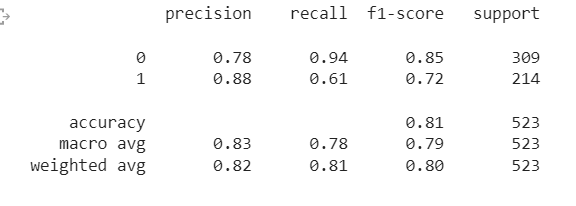 precision recall f1-score support
0 0.78 0.94 0.85 309
1 0.88 0.61 0.72 214
accuracy 0.81 523
macro avg 0.83 0.78 0.79 523
weighted avg 0.82 0.81 0.80 523